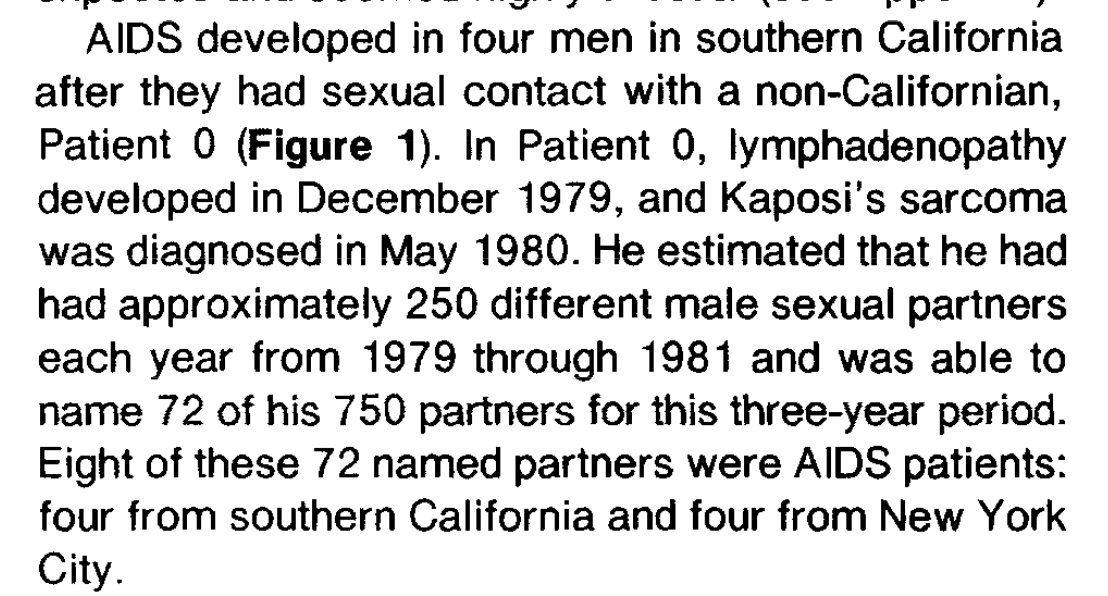 AIDS developed in four men in southern California
after they had sexual contact with a non-Californian,
Patient 0 (Figure 1). In Patient 0, lymphadenopathy
developed in December 1979, and Kaposi's sarcoma
was diagnosed in May 1980. He estimated that he had
had approximately 250 different male sexual partners
each year from 1979 through 1981 and was able to
name 72 of his 750 partners for this three-year period.
Eight of these 72 named partners were AIDS patients:
four from southern California and four from New York
City.